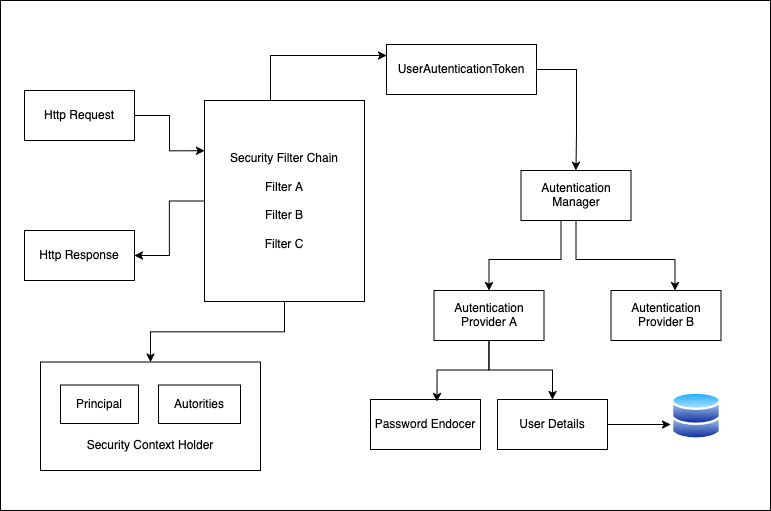 UserAutenticationToken
Http Request
Security Filter Chain
Filter A
Filter B
Filter C
Autentication
Manager
Http Response
Autentication
Provider A
Autentication
Provider B
Principal
Autorities
Security Context Holder
Password Endocer
User Details